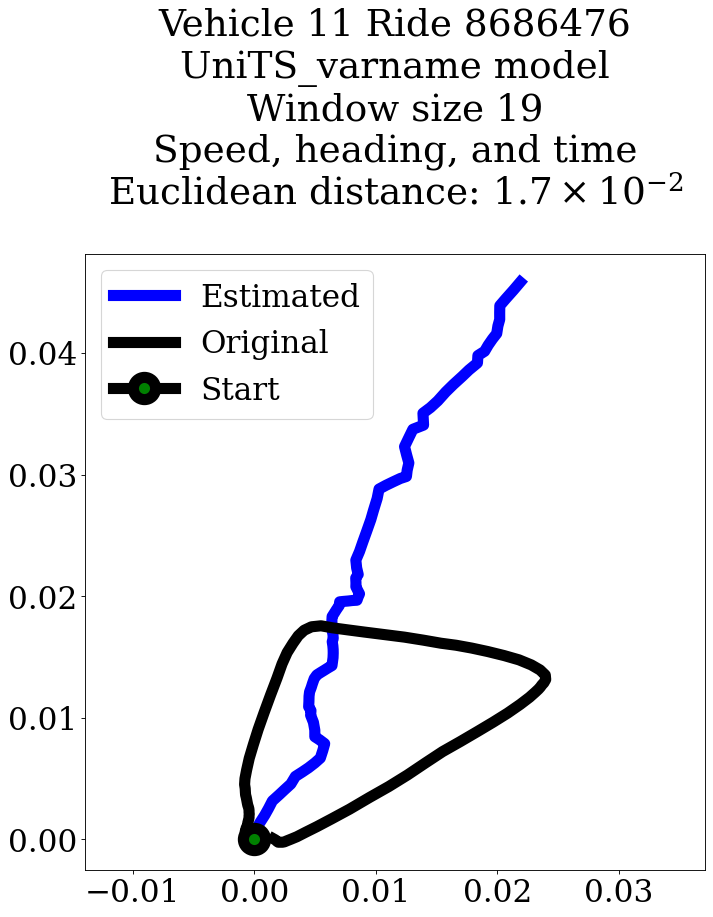 Vehicle 11 Ride 8686476
UniTS_varname model
Window size 19
Speed, heading, and time
Euclidean distance: 1.7 × 10⁻²
Estimated
Original
Start
0.04
0.03
0.02
0.01
0.00
−0.01 0.00 0.01 0.02 0.03